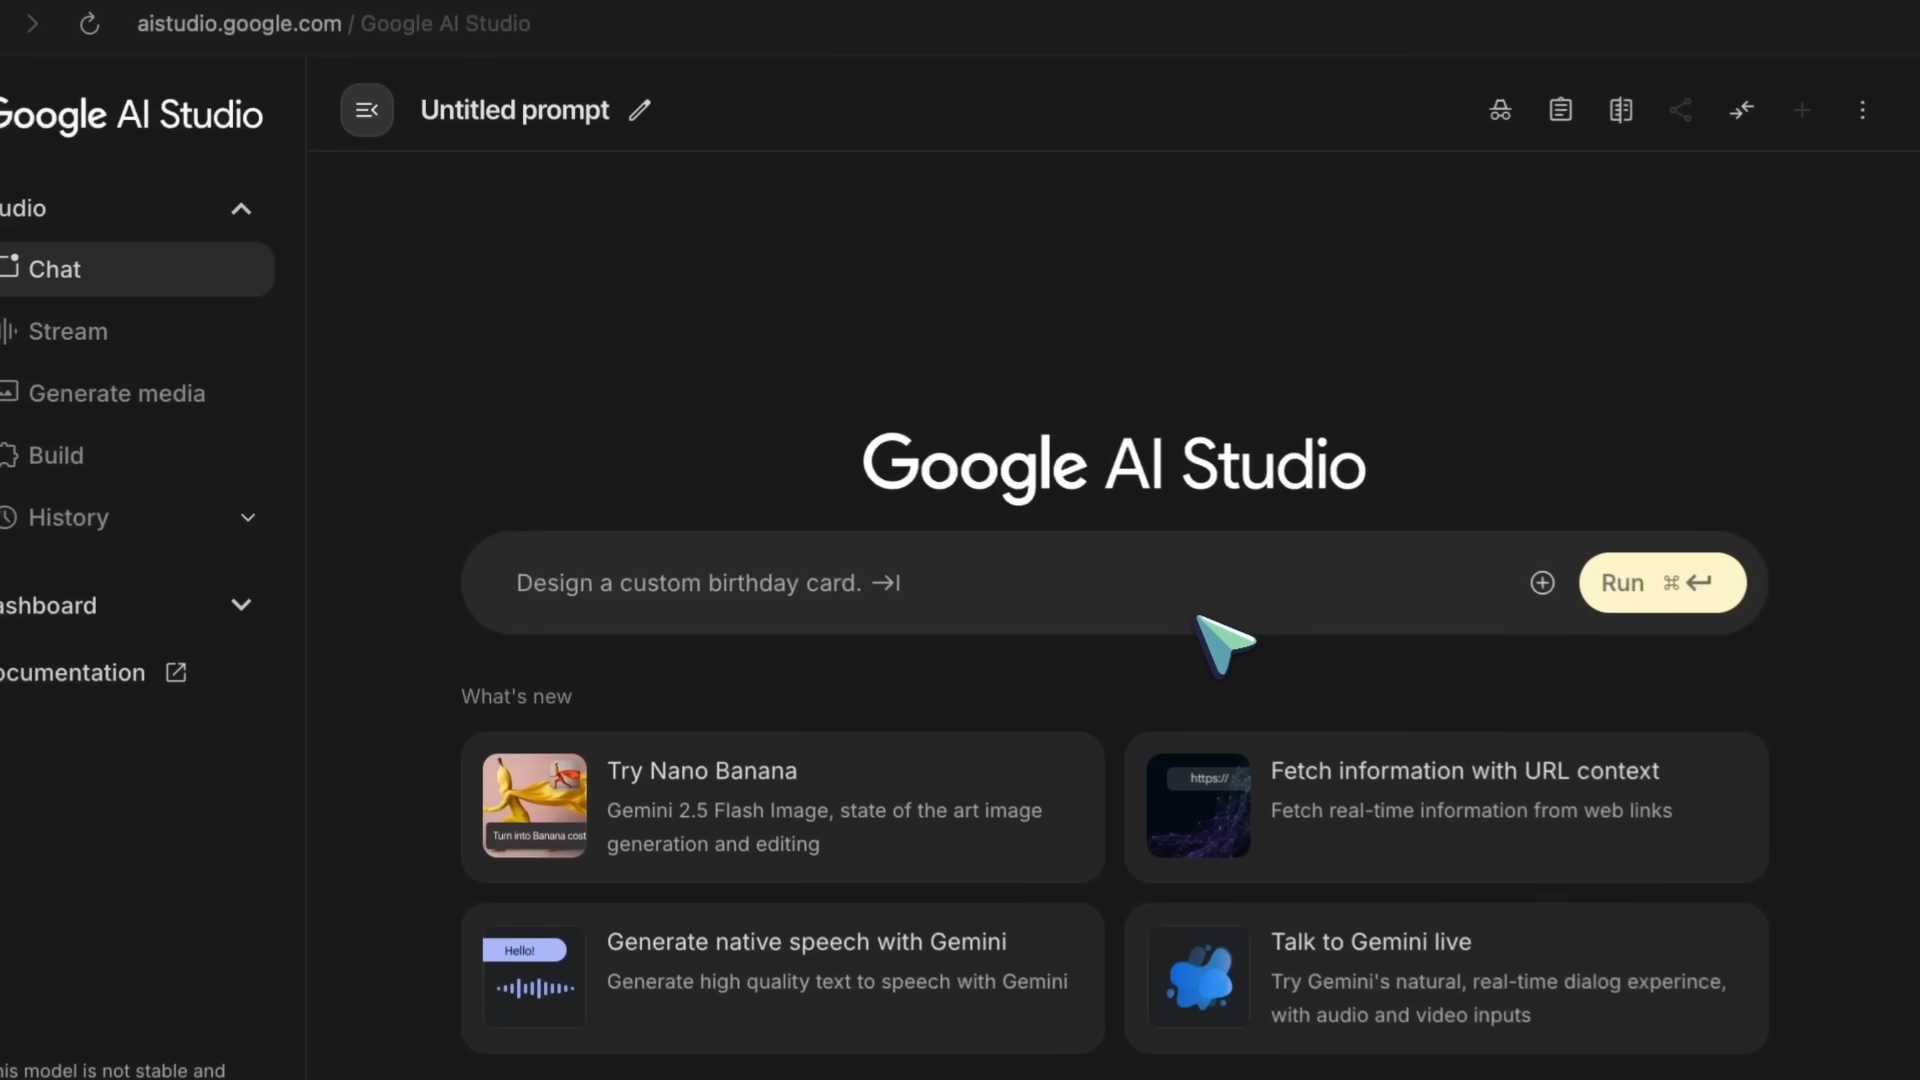 aistudio.google.com / Google AI Studio
Google AI Studio
Untitled prompt
udio
Chat
Stream
Generate media
Build
History
ashboard
ocumentation
his model is not stable and
Google AI Studio
Design a custom birthday card. →|
Run ⌘ ↵
What's new
Turn into Banana cost
Try Nano Banana
Gemini 2.5 Flash Image, state of the art image
generation and editing
https://
Fetch information with URL context
Fetch real-time information from web links
Hello!
Generate native speech with Gemini
Generate high quality text to speech with Gemini
Talk to Gemini live
Try Gemini's natural, real-time dialog experince,
with audio and video inputs